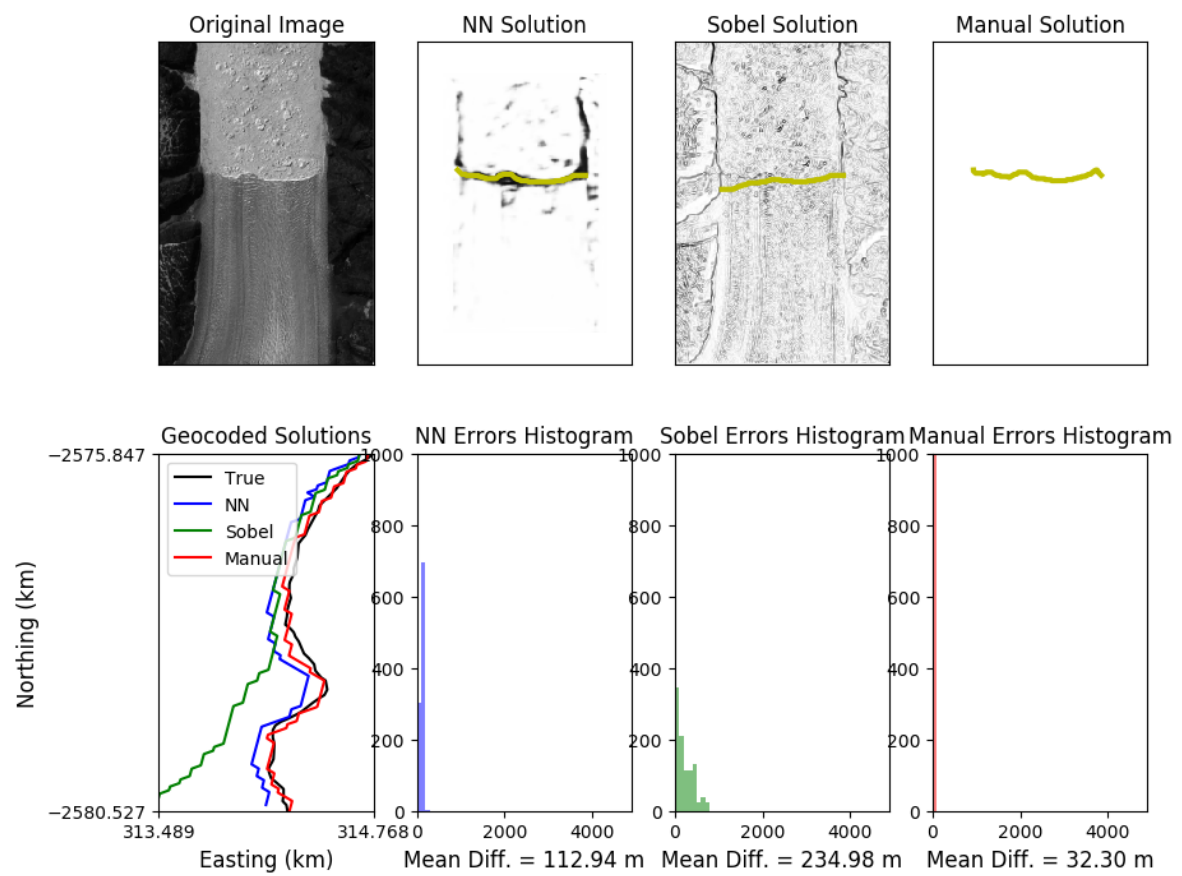 Original Image
NN Solution
Sobel Solution
Manual Solution
Geocoded Solutions
NN Errors Histogram
Sobel Errors Histogram
Manual Errors Histogram
−2575.847
−2580.527
Northing (km)
True
NN
Sobel
Manual
313.489
314.768
Easting (km)
1000
800
600
400
200
0
0
2000
4000
Mean Diff. = 112.94 m
1000
800
600
400
200
0
0
2000
4000
Mean Diff. = 234.98 m
1000
800
600
400
200
0
0
2000
4000
Mean Diff. = 32.30 m